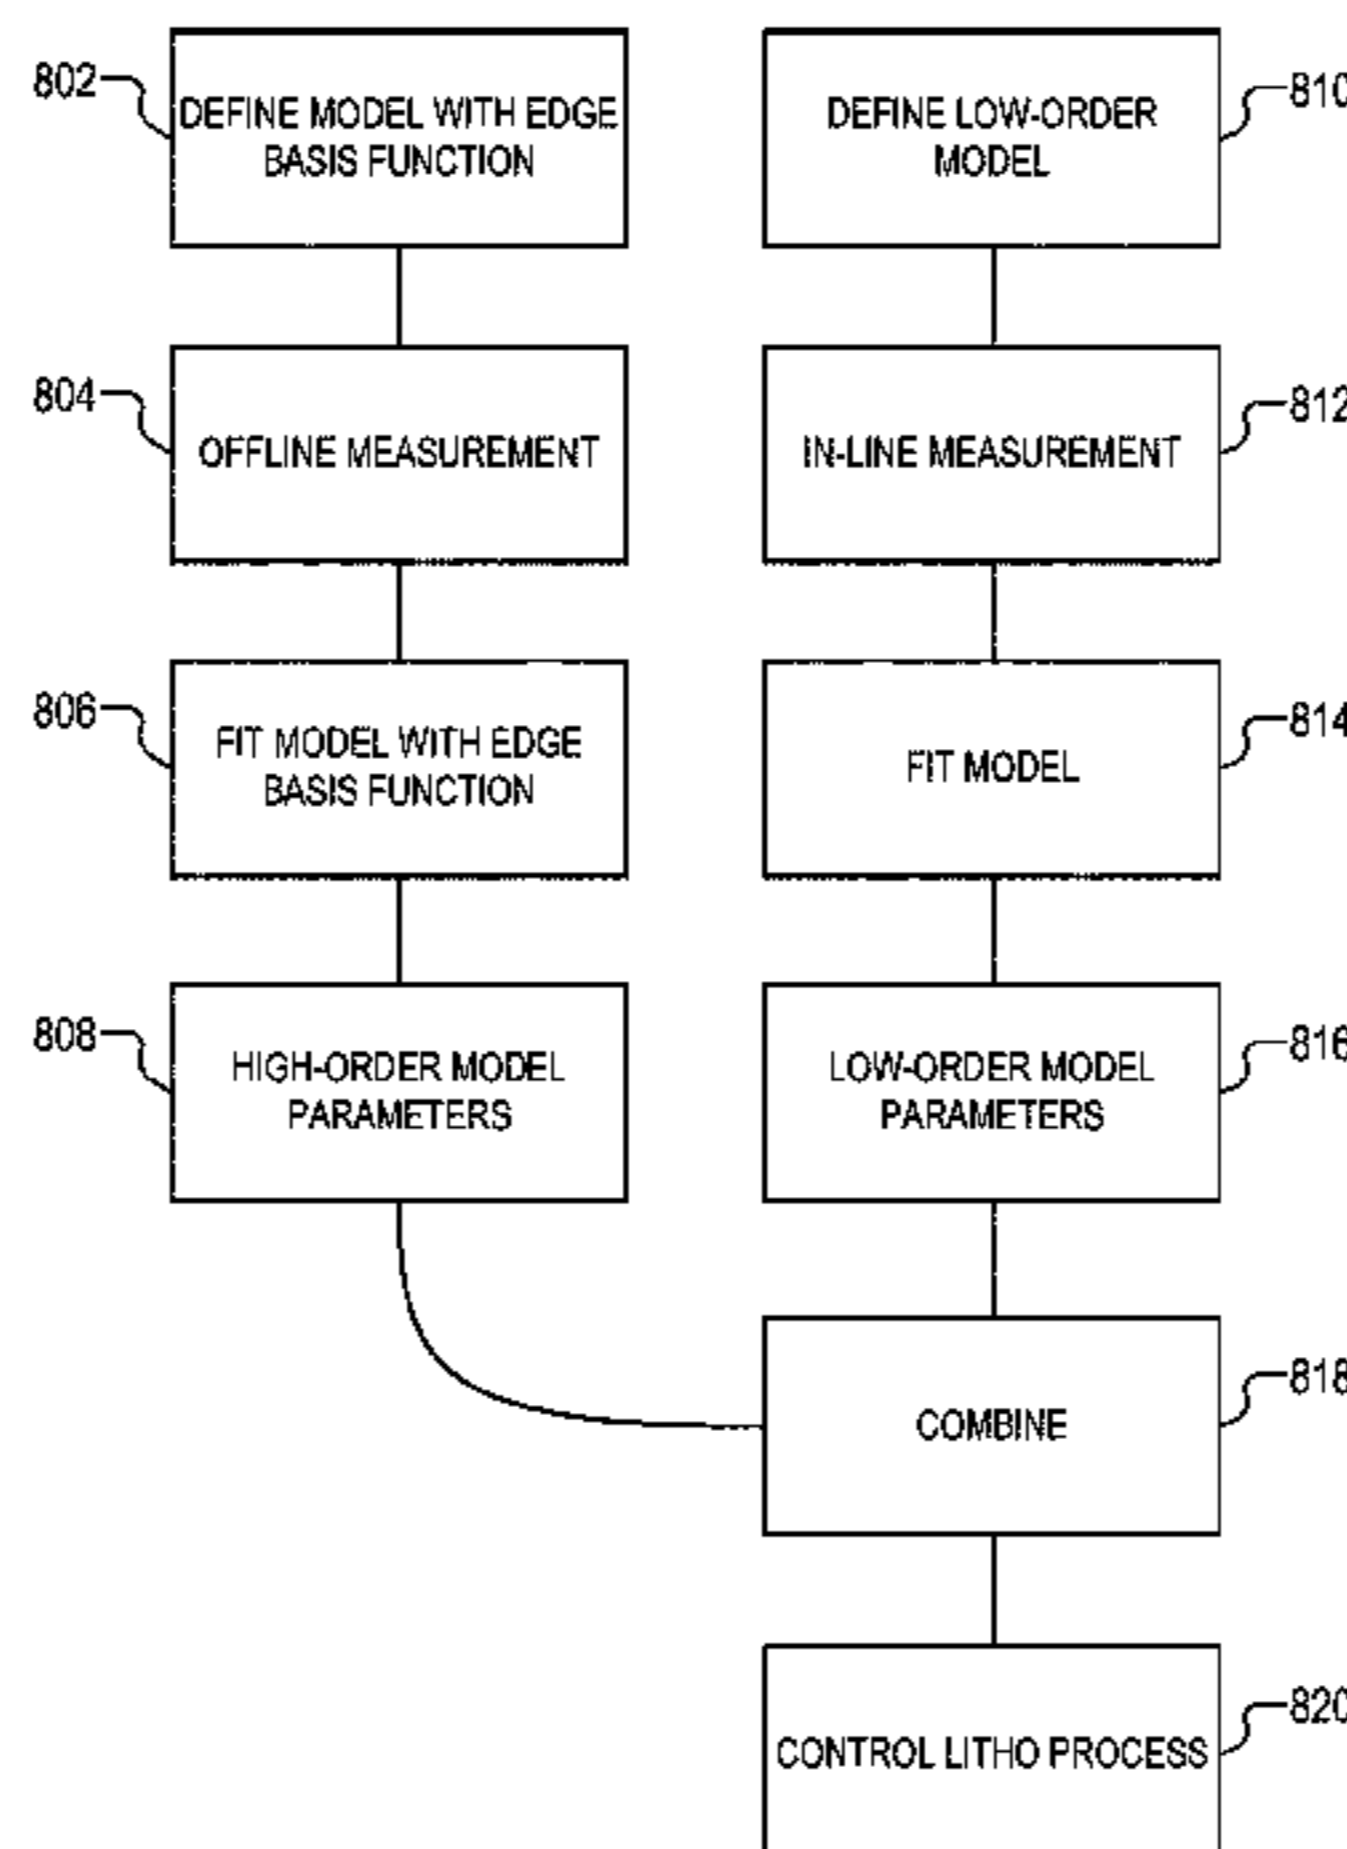 802
DEFINE MODEL WITH EDGE
BASIS FUNCTION
810
DEFINE LOW-ORDER
MODEL
804
OFFLINE MEASUREMENT
812
IN-LINE MEASUREMENT
806
FIT MODEL WITH EDGE
BASIS FUNCTION
814
FIT MODEL
808
HIGH-ORDER MODEL
PARAMETERS
816
LOW-ORDER MODEL
PARAMETERS
818
COMBINE
820
CONTROL LITHO PROCESS